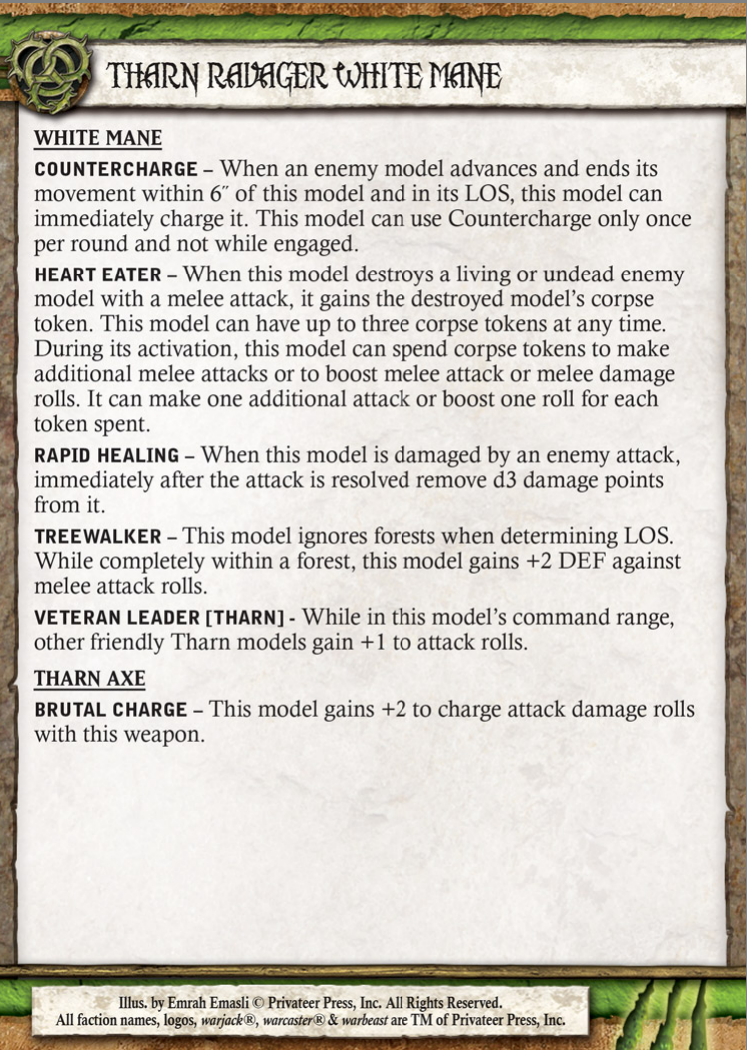 THARN RAVAGER WHITE MANE
WHITE MANE
COUNTERCHARGE – When an enemy model advances and ends its
movement within 6˝ of this model and in its LOS, this model can
immediately charge it. This model can use Countercharge only once
per round and not while engaged.
HEART EATER – When this model destroys a living or undead enemy
model with a melee attack, it gains the destroyed model's corpse
token. This model can have up to three corpse tokens at any time.
During its activation, this model can spend corpse tokens to make
additional melee attacks or to boost melee attack or melee damage
rolls. It can make one additional attack or boost one roll for each
token spent.
RAPID HEALING – When this model is damaged by an enemy attack,
immediately after the attack is resolved remove d3 damage points
from it.
TREEWALKER – This model ignores forests when determining LOS.
While completely within a forest, this model gains +2 DEF against
melee attack rolls.
VETERAN LEADER [THARN] - While in this model's command range,
other friendly Tharn models gain +1 to attack rolls.
THARN AXE
BRUTAL CHARGE – This model gains +2 to charge attack damage rolls
with this weapon.
Illus. by Emrah Emasli © Privateer Press, Inc. All Rights Reserved.
All faction names, logos, warjack®, warcaster® & warbeast are TM of Privateer Press, Inc.